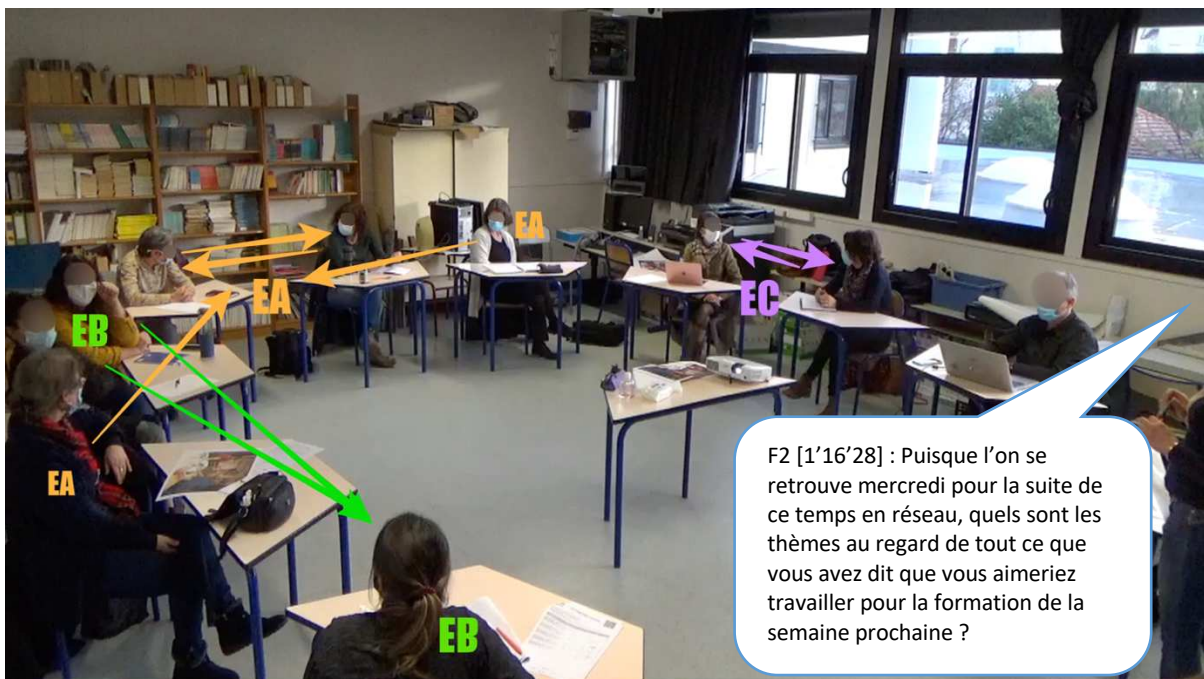 EA
EA
EB
EC
EA
EB
F2 [1’16’28] : Puisque l’on se
retrouve mercredi pour la suite de
ce temps en réseau, quels sont les
thèmes au regard de tout ce que
vous avez dit que vous aimeriez
travailler pour la formation de la
semaine prochaine ?